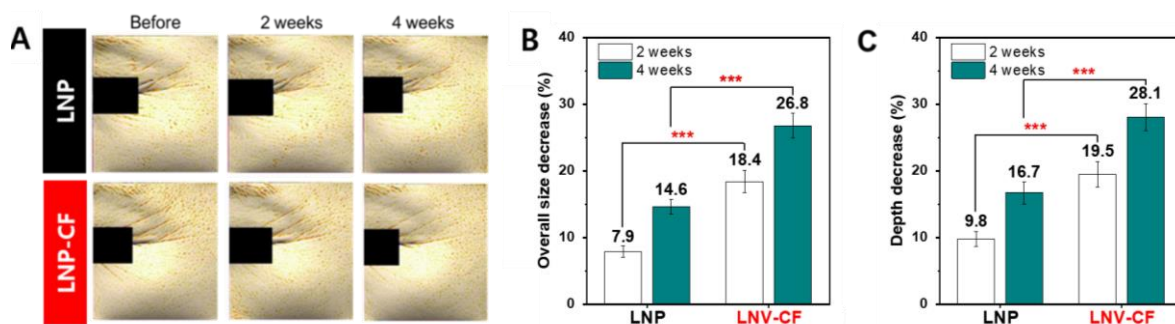 A
Before
2 weeks
4 weeks
LNP
LNP-CF
B
Overall size decrease (%)
40
30
20
10
0
2 weeks
4 weeks
***
***
7.9
14.6
18.4
26.8
LNP
LNV-CF
C
Depth decrease (%)
40
30
20
10
0
2 weeks
4 weeks
***
***
9.8
16.7
19.5
28.1
LNP
LNV-CF